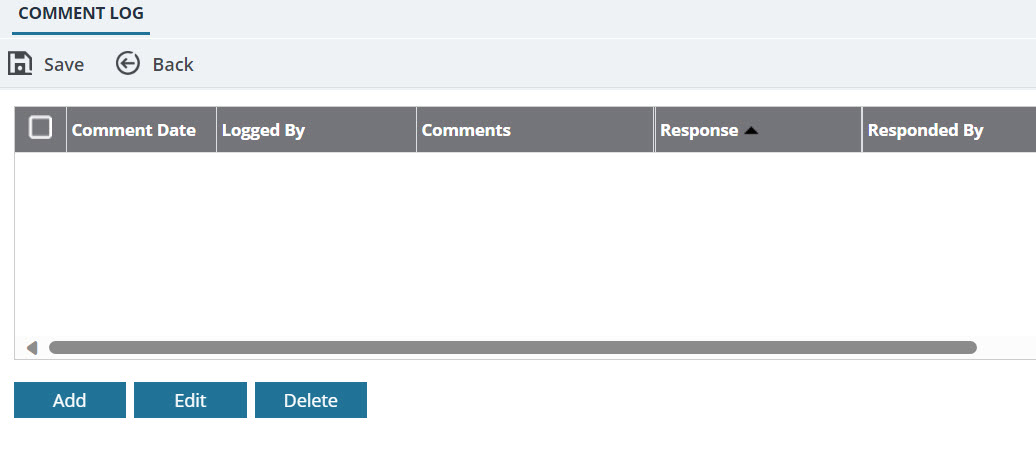 COMMENT LOG
Save Back
Comment Date Logged By Comments Response Responded By
Add Edit Delete